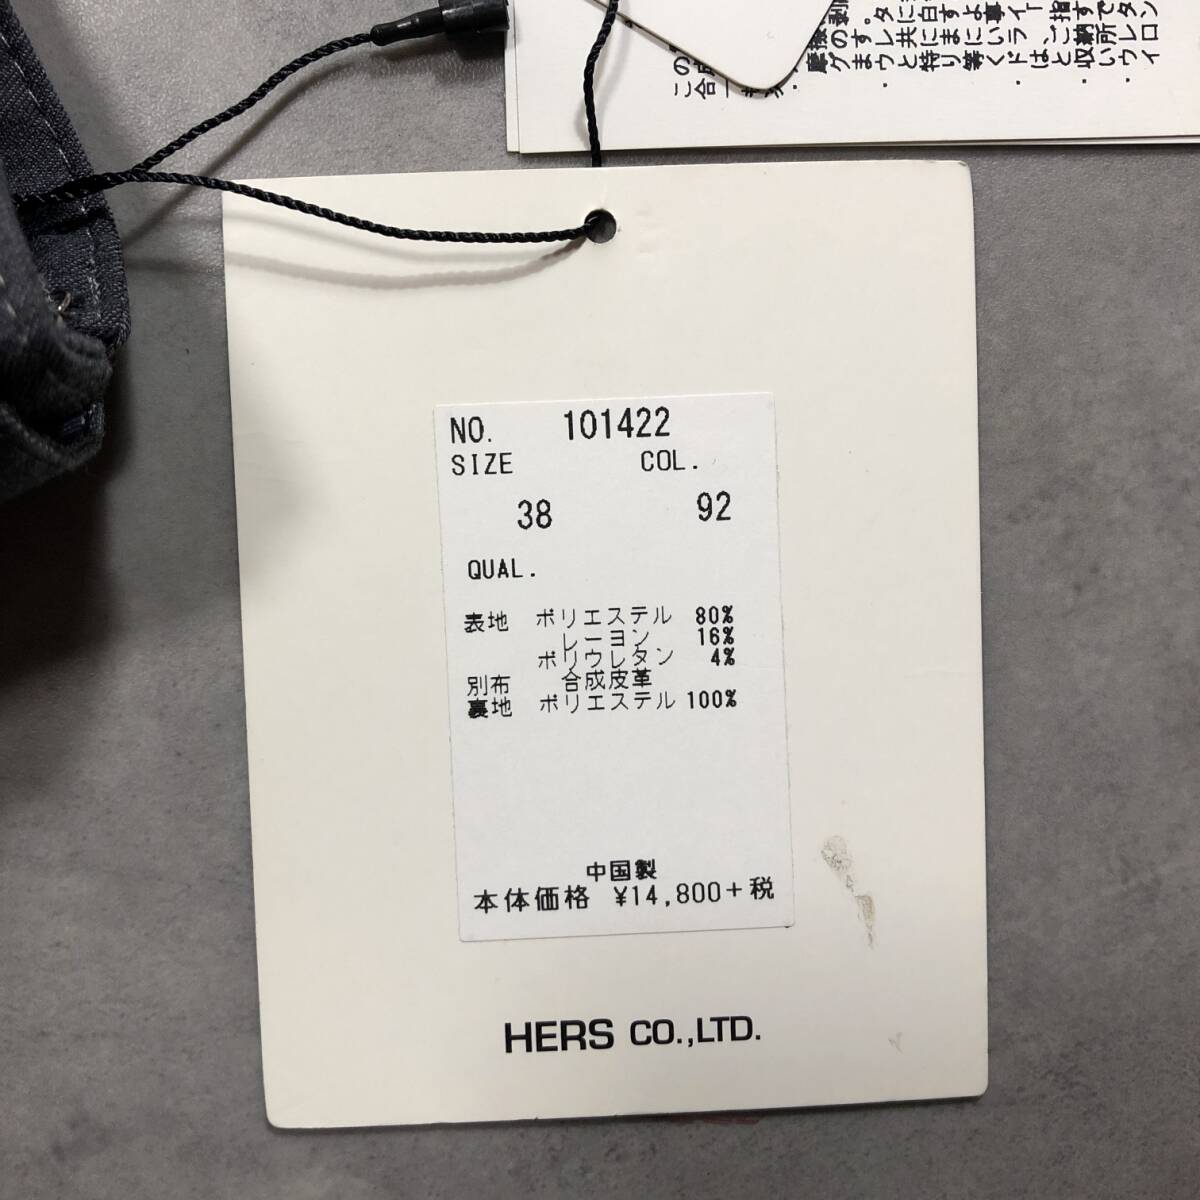 NO. 101422
SIZE COL.
38 92
QUAL.
表地 ポリエステル 80%
レーヨン 16%
ポリウレタン 4%
別布 合成皮革
裏地 ポリエステル 100%
中国製
本体価格 ¥14,800+税
HERS CO.,LTD.